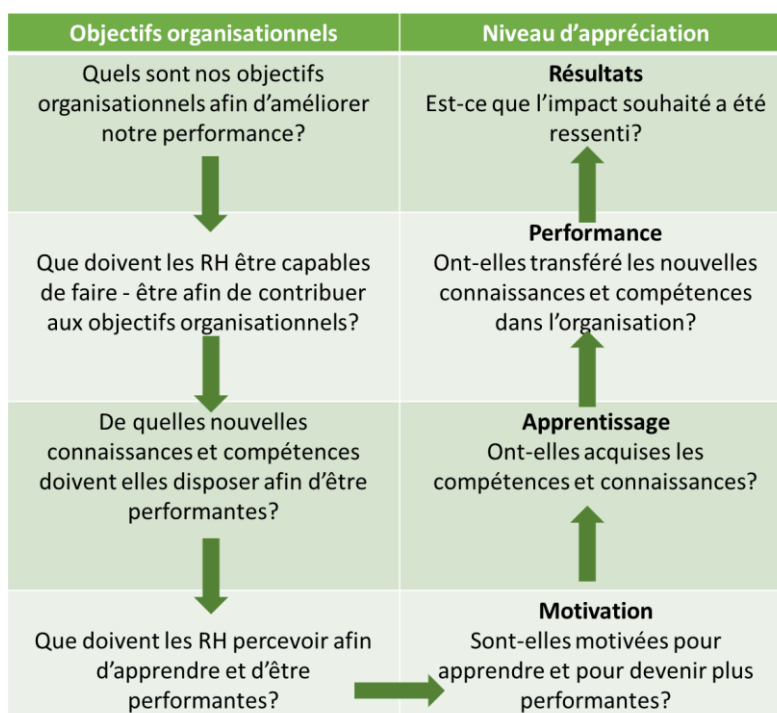 Objectifs organisationnels
Niveau d’appréciation
Quels sont nos objectifs
organisationnels afin d’améliorer
notre performance?
Résultats
Est-ce que l’impact souhaité a été
ressenti?
Que doivent les RH être capables
de faire - être afin de contribuer
aux objectifs organisationnels?
Performance
Ont-elles transféré les nouvelles
connaissances et compétences
dans l’organisation?
De quelles nouvelles
connaissances et compétences
doivent elles disposer afin d’être
performantes?
Apprentissage
Ont-elles acquises les
compétences et connaissances?
Que doivent les RH percevoir afin
d’apprendre et d’être
performantes?
Motivation
Sont-elles motivées pour
apprendre et pour devenir plus
performantes?